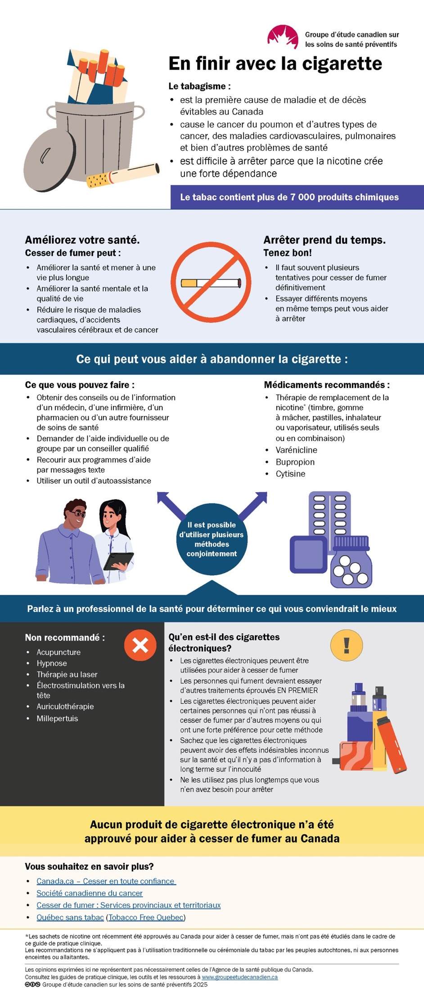 Groupe d'étude canadien sur
les soins de santé préventifs
En finir avec la cigarette
Le tabagisme :
• est la première cause de maladie et de décès
évitables au Canada
• cause le cancer du poumon et d'autres types de
cancer, des maladies cardiovasculaires, pulmonaires
et bien d'autres problèmes de santé
• est difficile à arrêter parce que la nicotine crée
une forte dépendance
Le tabac contient plus de 7 000 produits chimiques
Améliorez votre santé.
Cesser de fumer peut :
• Améliorer la santé et mener à une
vie plus longue
• Améliorer la santé mentale et la
qualité de vie
• Réduire le risque de maladies
cardiaques, d'accidents
vasculaires cérébraux et de cancer
Arrêter prend du temps.
Tenez bon!
• Il faut souvent plusieurs
tentatives pour cesser de fumer
définitivement
• Essayer différents moyens
en même temps peut vous aider
à arrêter
Ce qui peut vous aider à abandonner la cigarette :
Ce que vous pouvez faire :
• Obtenir des conseils ou de l'information
d'un médecin, d'une infirmière, d'un
pharmacien ou d'un autre fournisseur
de soins de santé
• Demander de l'aide individuelle ou de
groupe par un conseiller qualifié
• Recourir aux programmes d'aide
par messages texte
• Utiliser un outil d'autoassistance
Médicaments recommandés :
• Thérapie de remplacement de la
nicotine* (timbre, gomme
à mâcher, pastilles, inhalateur
ou vaporisateur, utilisés seuls
ou en combinaison)
• Varénicline
• Bupropion
• Cytisine
Il est possible
d'utiliser plusieurs
méthodes
conjointement
Parlez à un professionnel de la santé pour déterminer ce qui vous conviendrait le mieux
Non recommandé :
• Acupuncture
• Hypnose
• Thérapie au laser
• Électrostimulation vers la
tête
• Auriculothérapie
• Millepertuis
Qu'en est-il des cigarettes
électroniques?
• Les cigarettes électroniques peuvent être
utilisées pour aider à cesser de fumer
• Les personnes qui fument devraient essayer
d'autres traitements éprouvés EN PREMIER
• Les cigarettes électroniques peuvent aider
certaines personnes qui n'ont pas réussi à
cesser de fumer par d'autres moyens ou qui
ont une forte préférence pour cette méthode
• Sachez que les cigarettes électroniques
peuvent avoir des effets indésirables inconnus
sur la santé et qu'il n'y a pas d'information à
long terme sur l'innocuité
• Ne les utilisez pas plus longtemps que vous
n'en avez besoin pour arrêter
!
Aucun produit de cigarette électronique n'a été
approuvé pour aider à cesser de fumer au Canada
Vous souhaitez en savoir plus?
• Canada.ca – Cesser en toute confiance
• Société canadienne du cancer
• Cesser de fumer : Services provinciaux et territoriaux
• Québec sans tabac (Tobacco Free Quebec)
*Les sachets de nicotine ont récemment été approuvés au Canada pour aider à cesser de fumer, mais n'ont pas été étudiés dans le cadre de
ce guide de pratique clinique.
Les recommandations ne s'appliquent pas à l'utilisation traditionnelle ou cérémoniale du tabac par les peuples autochtones, ni aux personnes
enceintes ou allaitantes.
Les opinions exprimées ici ne représentent pas nécessairement celles de l'Agence de la santé publique du Canada.
Consultez les guides de pratique clinique, les outils et les ressources à www.groupeetudecanadien.ca
Groupe d'étude canadien sur les soins de santé préventifs 2025